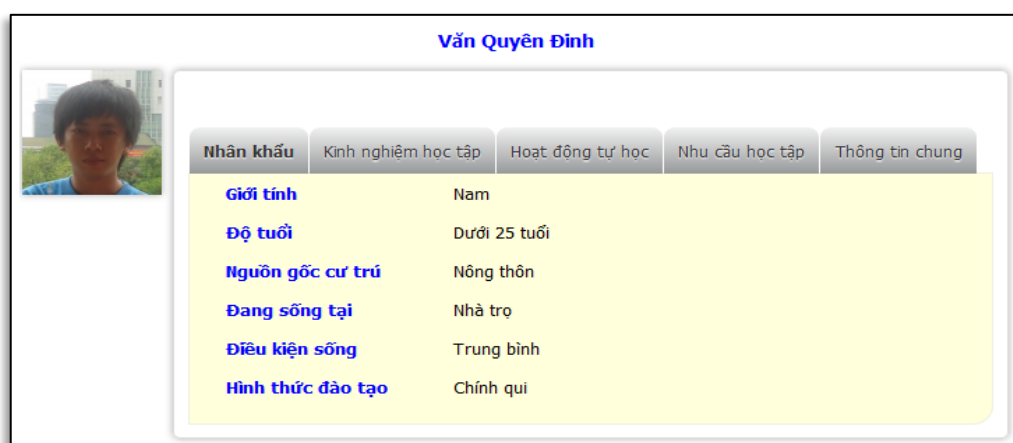 Văn Quyên Đinh
Nhân khẩu Kinh nghiệm học tập Hoạt động tự học Nhu cầu học tập Thông tin chung
Giới tính Nam
Độ tuổi Dưới 25 tuổi
Nguồn gốc cư trú Nông thôn
Đang sống tại Nhà trọ
Điều kiện sống Trung bình
Hình thức đào tạo Chính qui